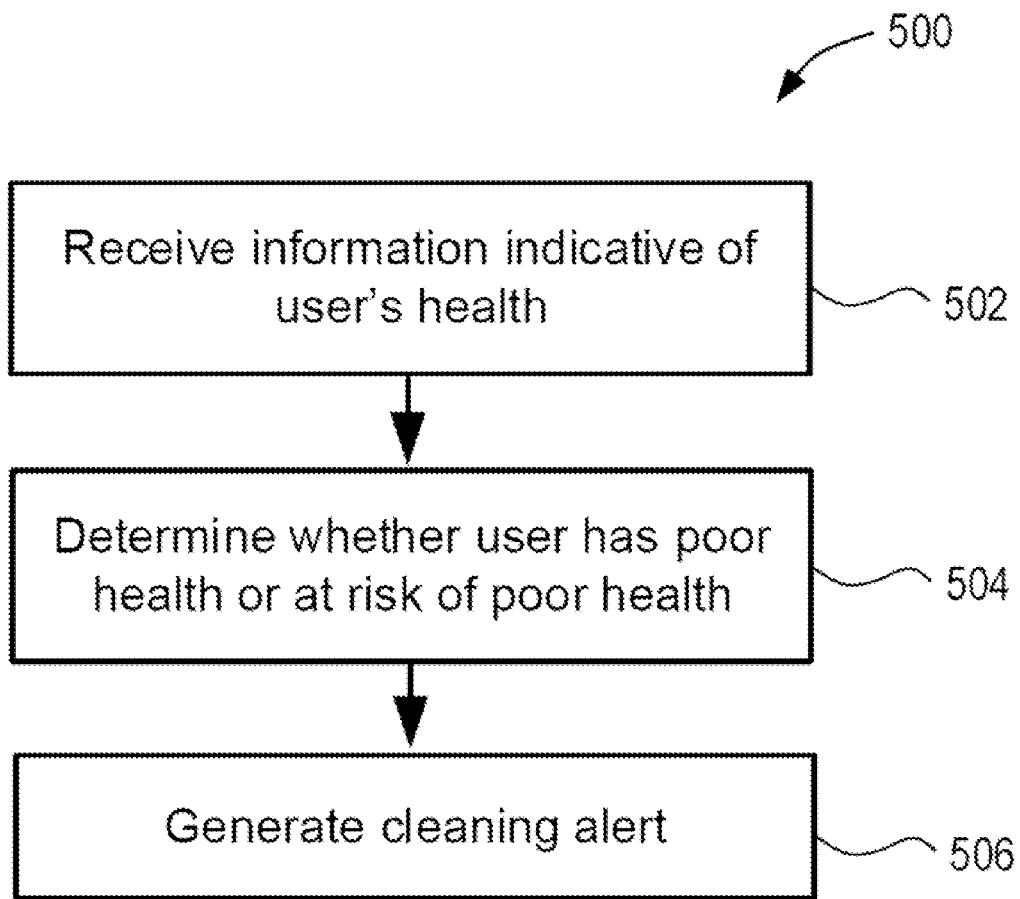 500
Receive information indicative of
user's health
502
Determine whether user has poor
health or at risk of poor health
504
Generate cleaning alert
506